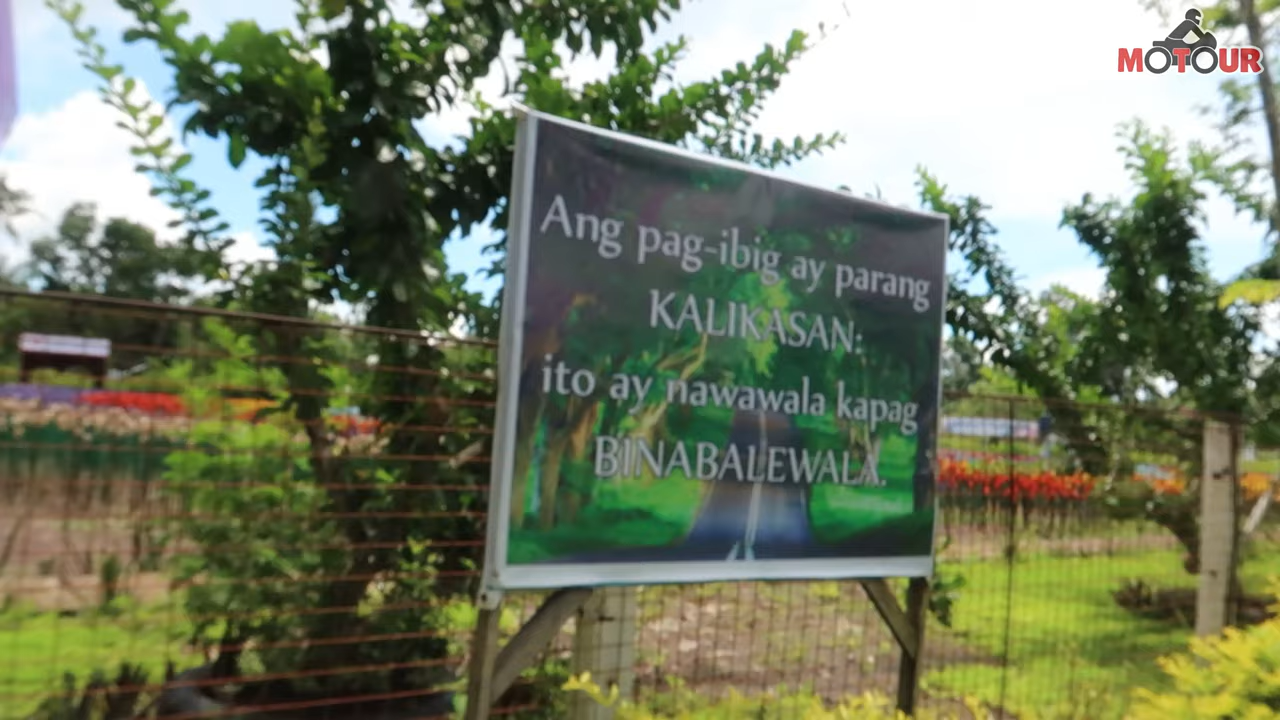 MOTOUR
Ang pag-ibig ay parang
KALIKASAN:
ito ay nawawala kapag
BINABALEWALA.